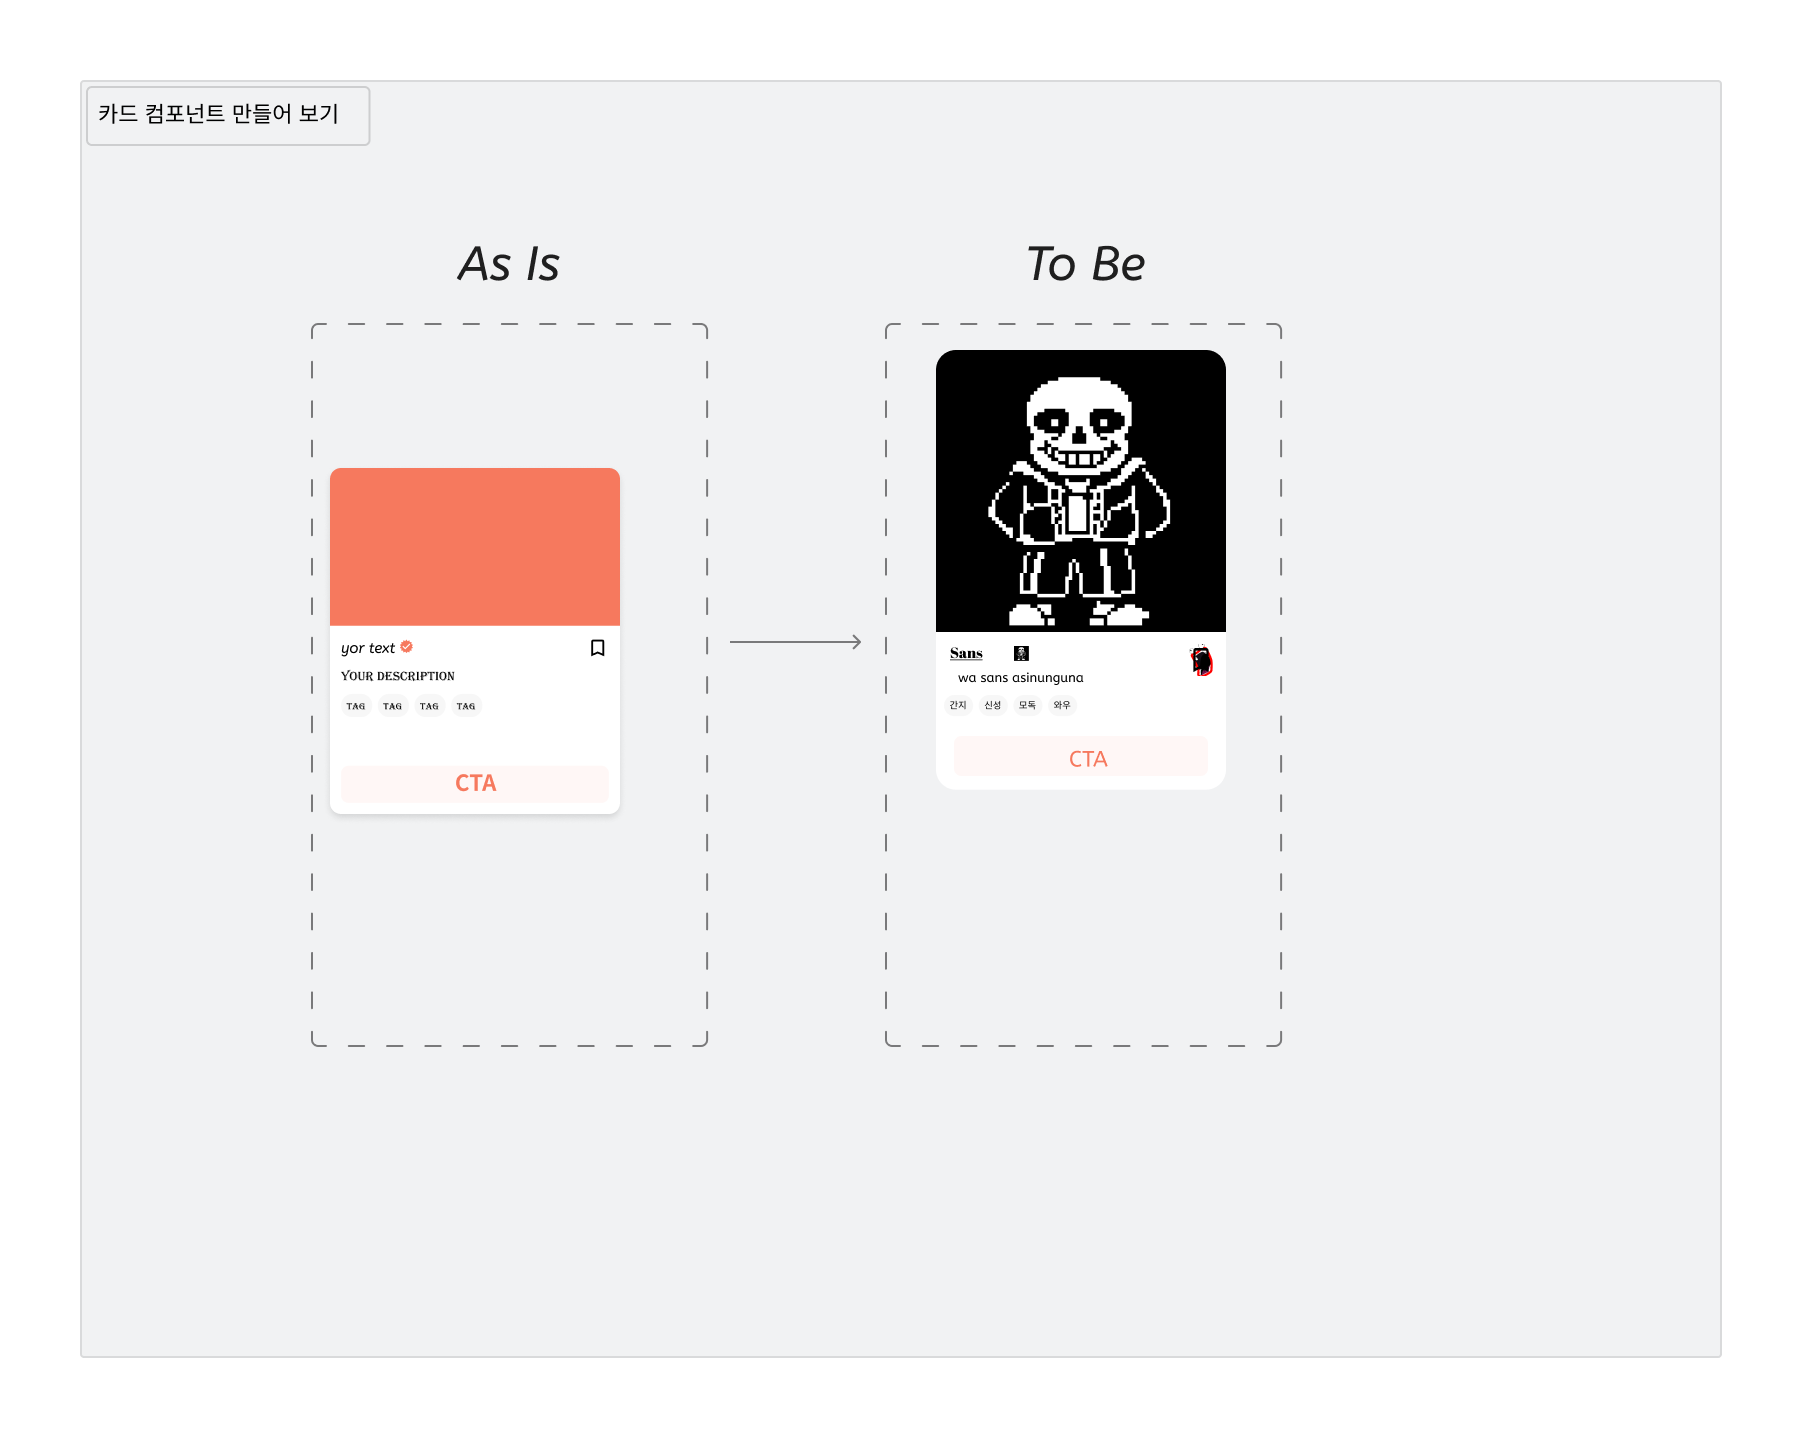 카드 컴포넌트 만들어 보기
As Is
To Be
yor text
YOUR DESCRIPTION
TAG TAG TAG TAG
CTA
Sans
wa sans asinunguna
간지 신성 모독 와우
CTA